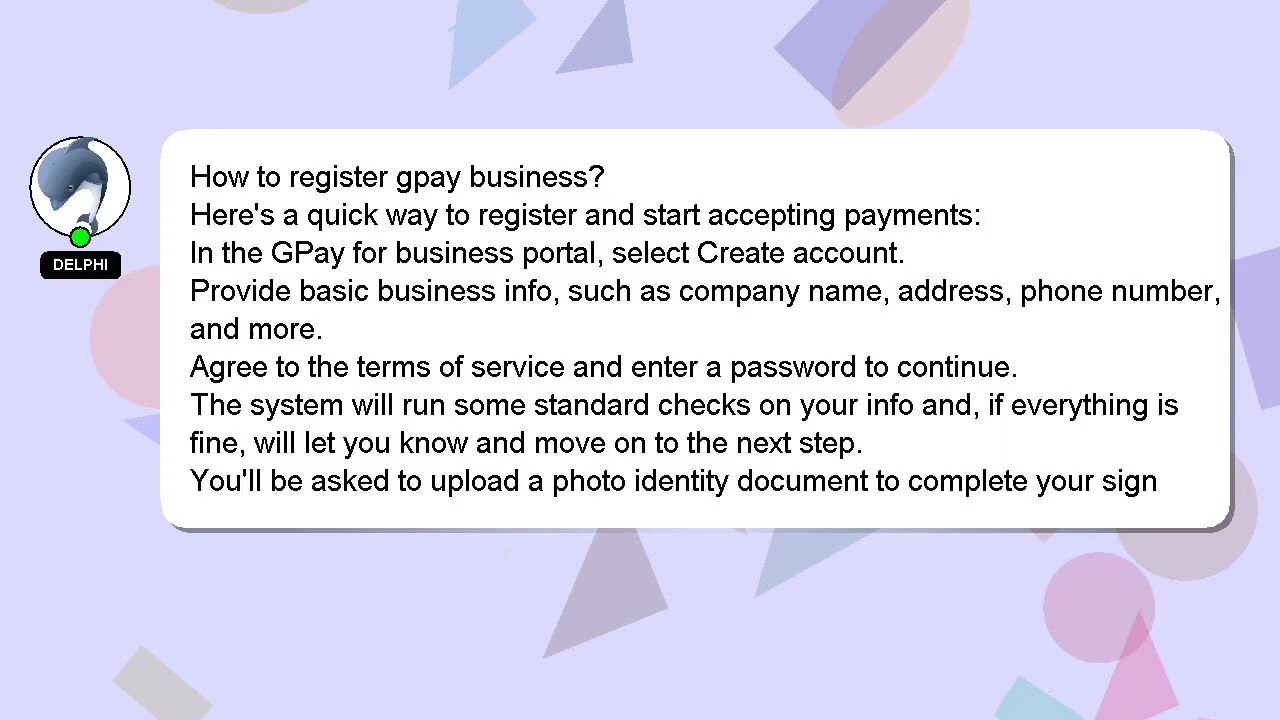 How to register gpay business?
Here's a quick way to register and start accepting payments:
In the GPay for business portal, select Create account.
Provide basic business info, such as company name, address, phone number,
and more.
Agree to the terms of service and enter a password to continue.
The system will run some standard checks on your info and, if everything is
fine, will let you know and move on to the next step.
You'll be asked to upload a photo identity document to complete your sign
DELPHI